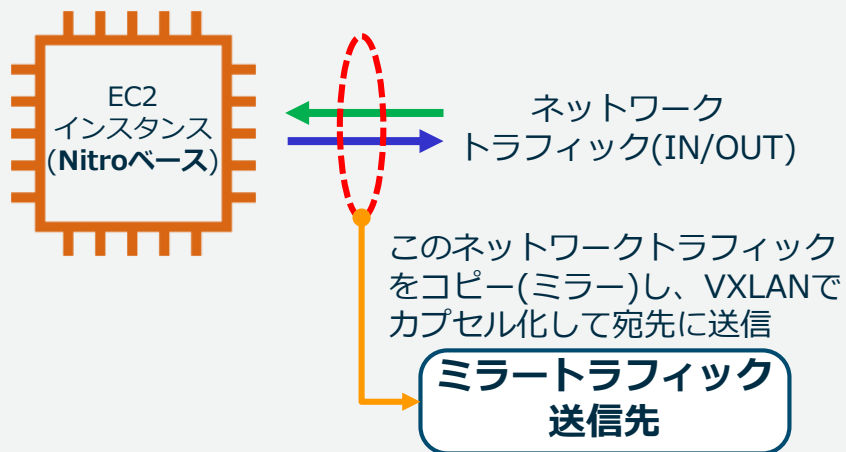 EC2
インスタンス
(Nitroベース)
ネットワーク
トラフィック(IN/OUT)
このネットワークトラフィック
をコピー(ミラー)し、VXLANで
カプセル化して宛先に送信
ミラートラフィック
送信先